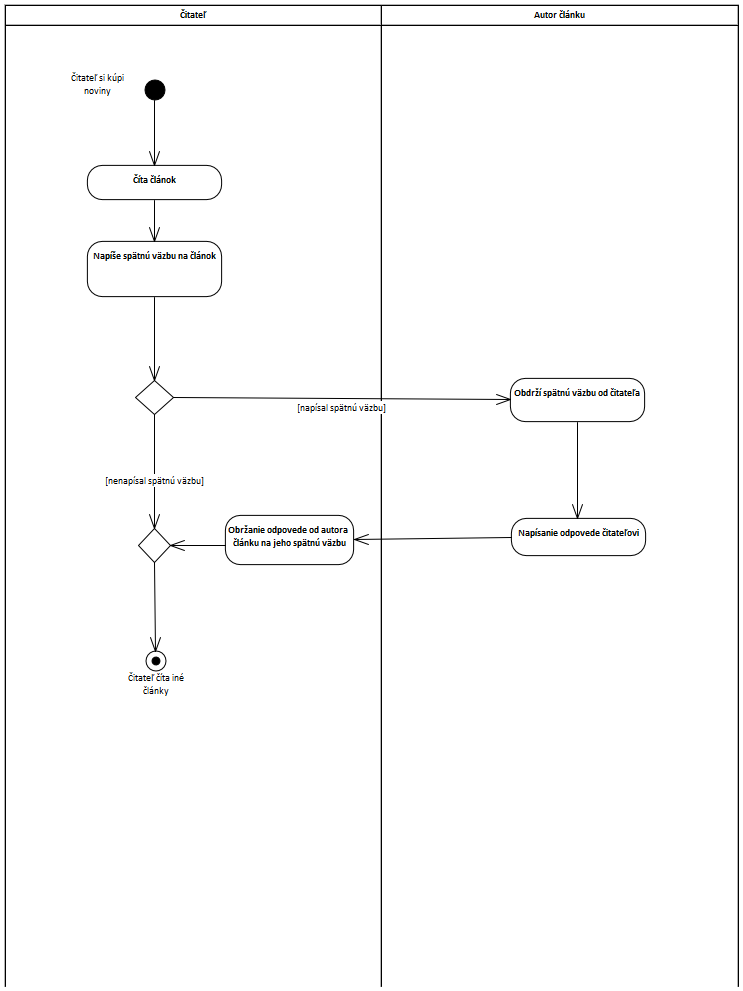 Čitateľ
Autor článku
Čitateľ si kúpi
noviny
Číta článok
Napíše spätnú väzbu na článok
[napísal spätnú väzbu]
Obdrží spätnú väzbu od čitateľa
[nenapísal spätnú väzbu]
Obržanie odpovede od autora
článku na jeho spätnú väzbu
Napísanie odpovede čitateľovi
Čitateľ číta iné
články